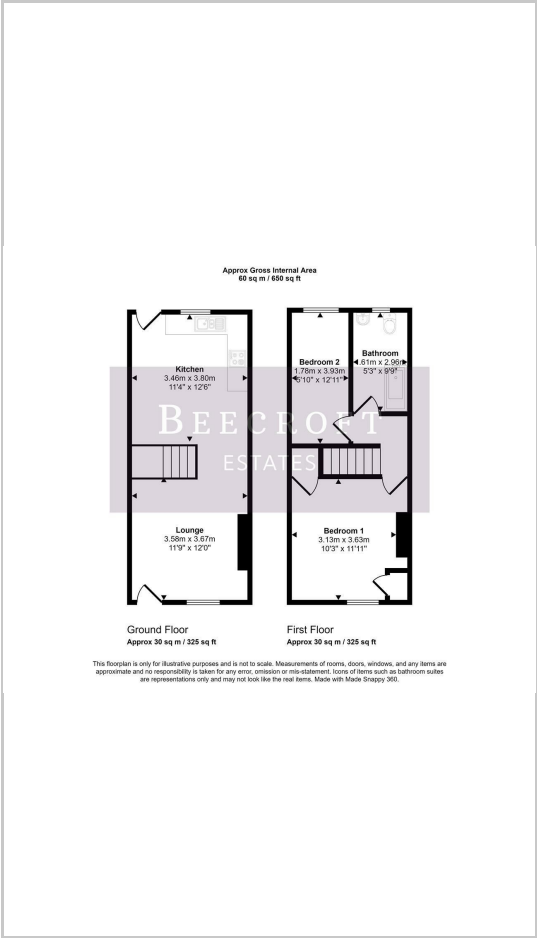 Approx Gross Internal Area
60 sq m / 650 sq ft
Kitchen
3.46m x 3.80m
11'4" x 12'6"
Bedroom 2
1.78m x 3.93m
5'10" x 12'11"
Bathroom
.61m x 2.96m
5'3" x 9'9"
BEECROFT
ESTATES
Lounge
3.58m x 3.67m
11'9" x 12'0"
Bedroom 1
3.13m x 3.63m
10'3" x 11'11"
Ground Floor
Approx 30 sq m / 325 sq ft
First Floor
Approx 30 sq m / 325 sq ft
This floorplan is only for illustrative purposes and is not to scale. Measurements of rooms, doors, windows, and any items are
approximate and no responsibility is taken for any error, omission or mis-statement. Icons of items such as bathroom suites
are representations only and may not look like the real items. Made with Made Snappy 360.